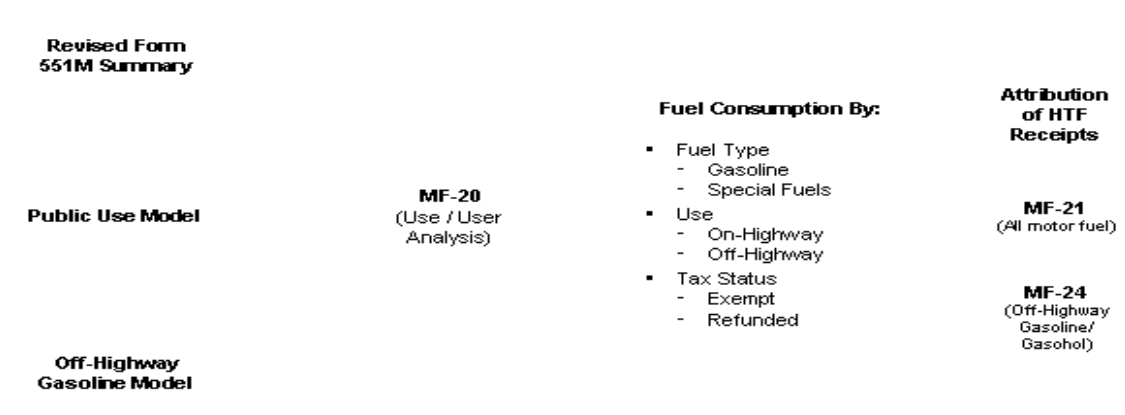 Revised Form
551M Summary
Public Use Model
Off-Highway
Gasoline Model
MF-20
(Use / User
Analysis)
Fuel Consumption By:
▪ Fuel Type
- Gasoline
- Special Fuels
▪ Use
- On-Highway
- Off-Highway
▪ Tax Status
- Exempt
- Refunded
Attribution
of HTF
Receipts
MF-21
(All motor fuel)
MF-24
(Off-Highway
Gasoline/
Gasohol)